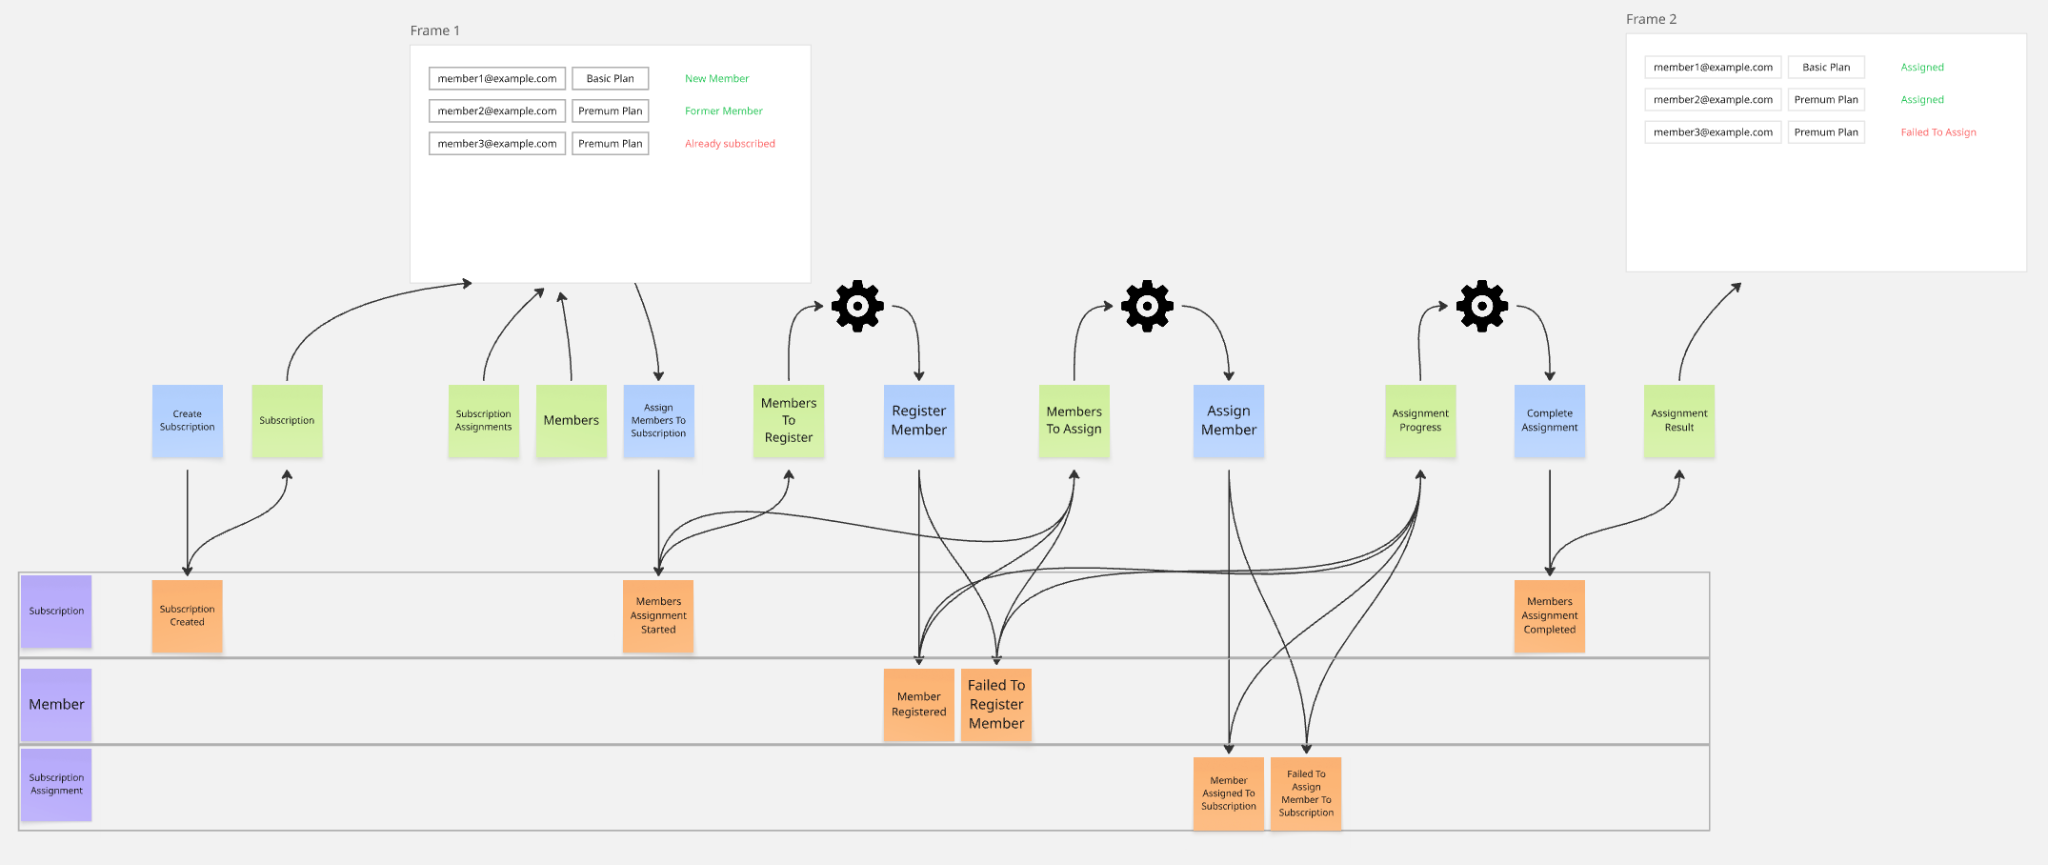 Frame 1
member1@example.com Basic Plan New Member
member2@example.com Premum Plan Former Member
member3@example.com Premum Plan Already subscribed
Frame 2
member1@example.com Basic Plan Assigned
member2@example.com Premum Plan Assigned
member3@example.com Premum Plan Failed To Assign
Create
Subscription
Subscription
Subscription
Assignments
Members
Assign
Members To
Subscription
Members
To
Register
Register
Member
Members
To Assign
Assign
Member
Assignment
Progress
Complete
Assignment
Assignment
Result
Subscription
Subscription
Created
Members
Assignment
Started
Members
Assignment
Completed
Member
Member
Registered
Failed To
Register
Member
Subscription
Assignment
Member
Assigned To
Subscription
Failed To
Assign
Member To
Subscription